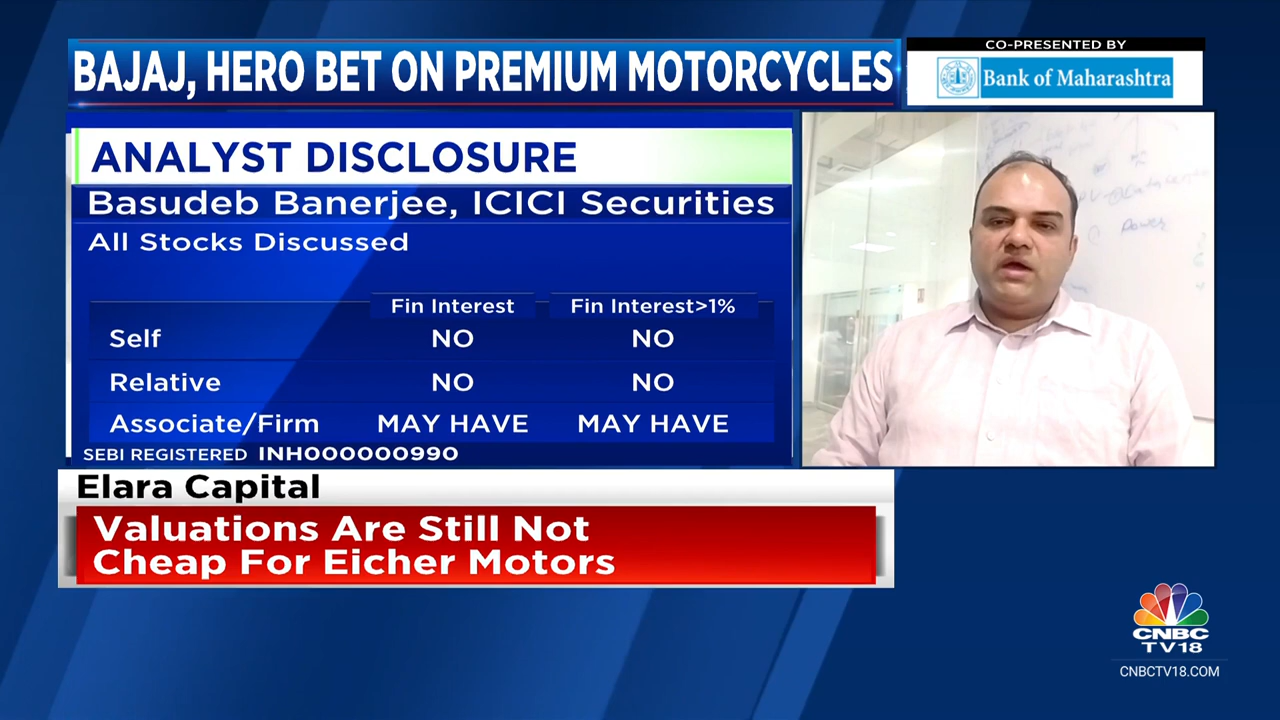 BAJAJ, HERO BET ON PREMIUM MOTORCYCLES
CO-PRESENTED BY
Bank of Maharashtra
ANALYST DISCLOSURE
Basudeb Banerjee, ICICI Securities
All Stocks Discussed
Fin Interest Fin Interest>1%
Self NO NO
Relative NO NO
Associate/Firm MAY HAVE MAY HAVE
SEBI REGISTERED INH000000990
Power
Elara Capital
Valuations Are Still Not
Cheap For Eicher Motors
CNBC
TV18
CNBCTV18.COM